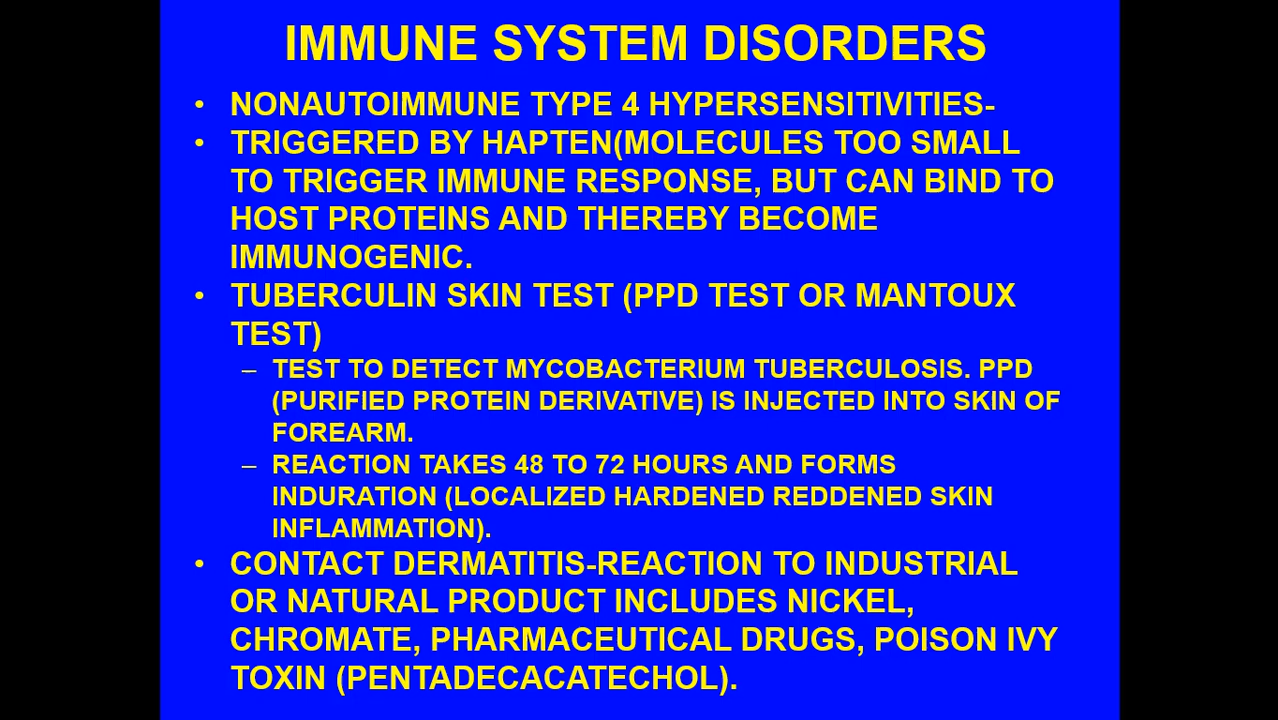 IMMUNE SYSTEM DISORDERS
• NONAUTOIMMUNE TYPE 4 HYPERSENSITIVITIES-
• TRIGGERED BY HAPTEN(MOLECULES TOO SMALL
TO TRIGGER IMMUNE RESPONSE, BUT CAN BIND TO
HOST PROTEINS AND THEREBY BECOME
IMMUNOGENIC.
• TUBERCULIN SKIN TEST (PPD TEST OR MANTOUX
TEST)
– TEST TO DETECT MYCOBACTERIUM TUBERCULOSIS. PPD
(PURIFIED PROTEIN DERIVATIVE) IS INJECTED INTO SKIN OF
FOREARM.
– REACTION TAKES 48 TO 72 HOURS AND FORMS
INDURATION (LOCALIZED HARDENED REDDENED SKIN
INFLAMMATION).
• CONTACT DERMATITIS-REACTION TO INDUSTRIAL
OR NATURAL PRODUCT INCLUDES NICKEL,
CHROMATE, PHARMACEUTICAL DRUGS, POISON IVY
TOXIN (PENTADECACATECHOL).